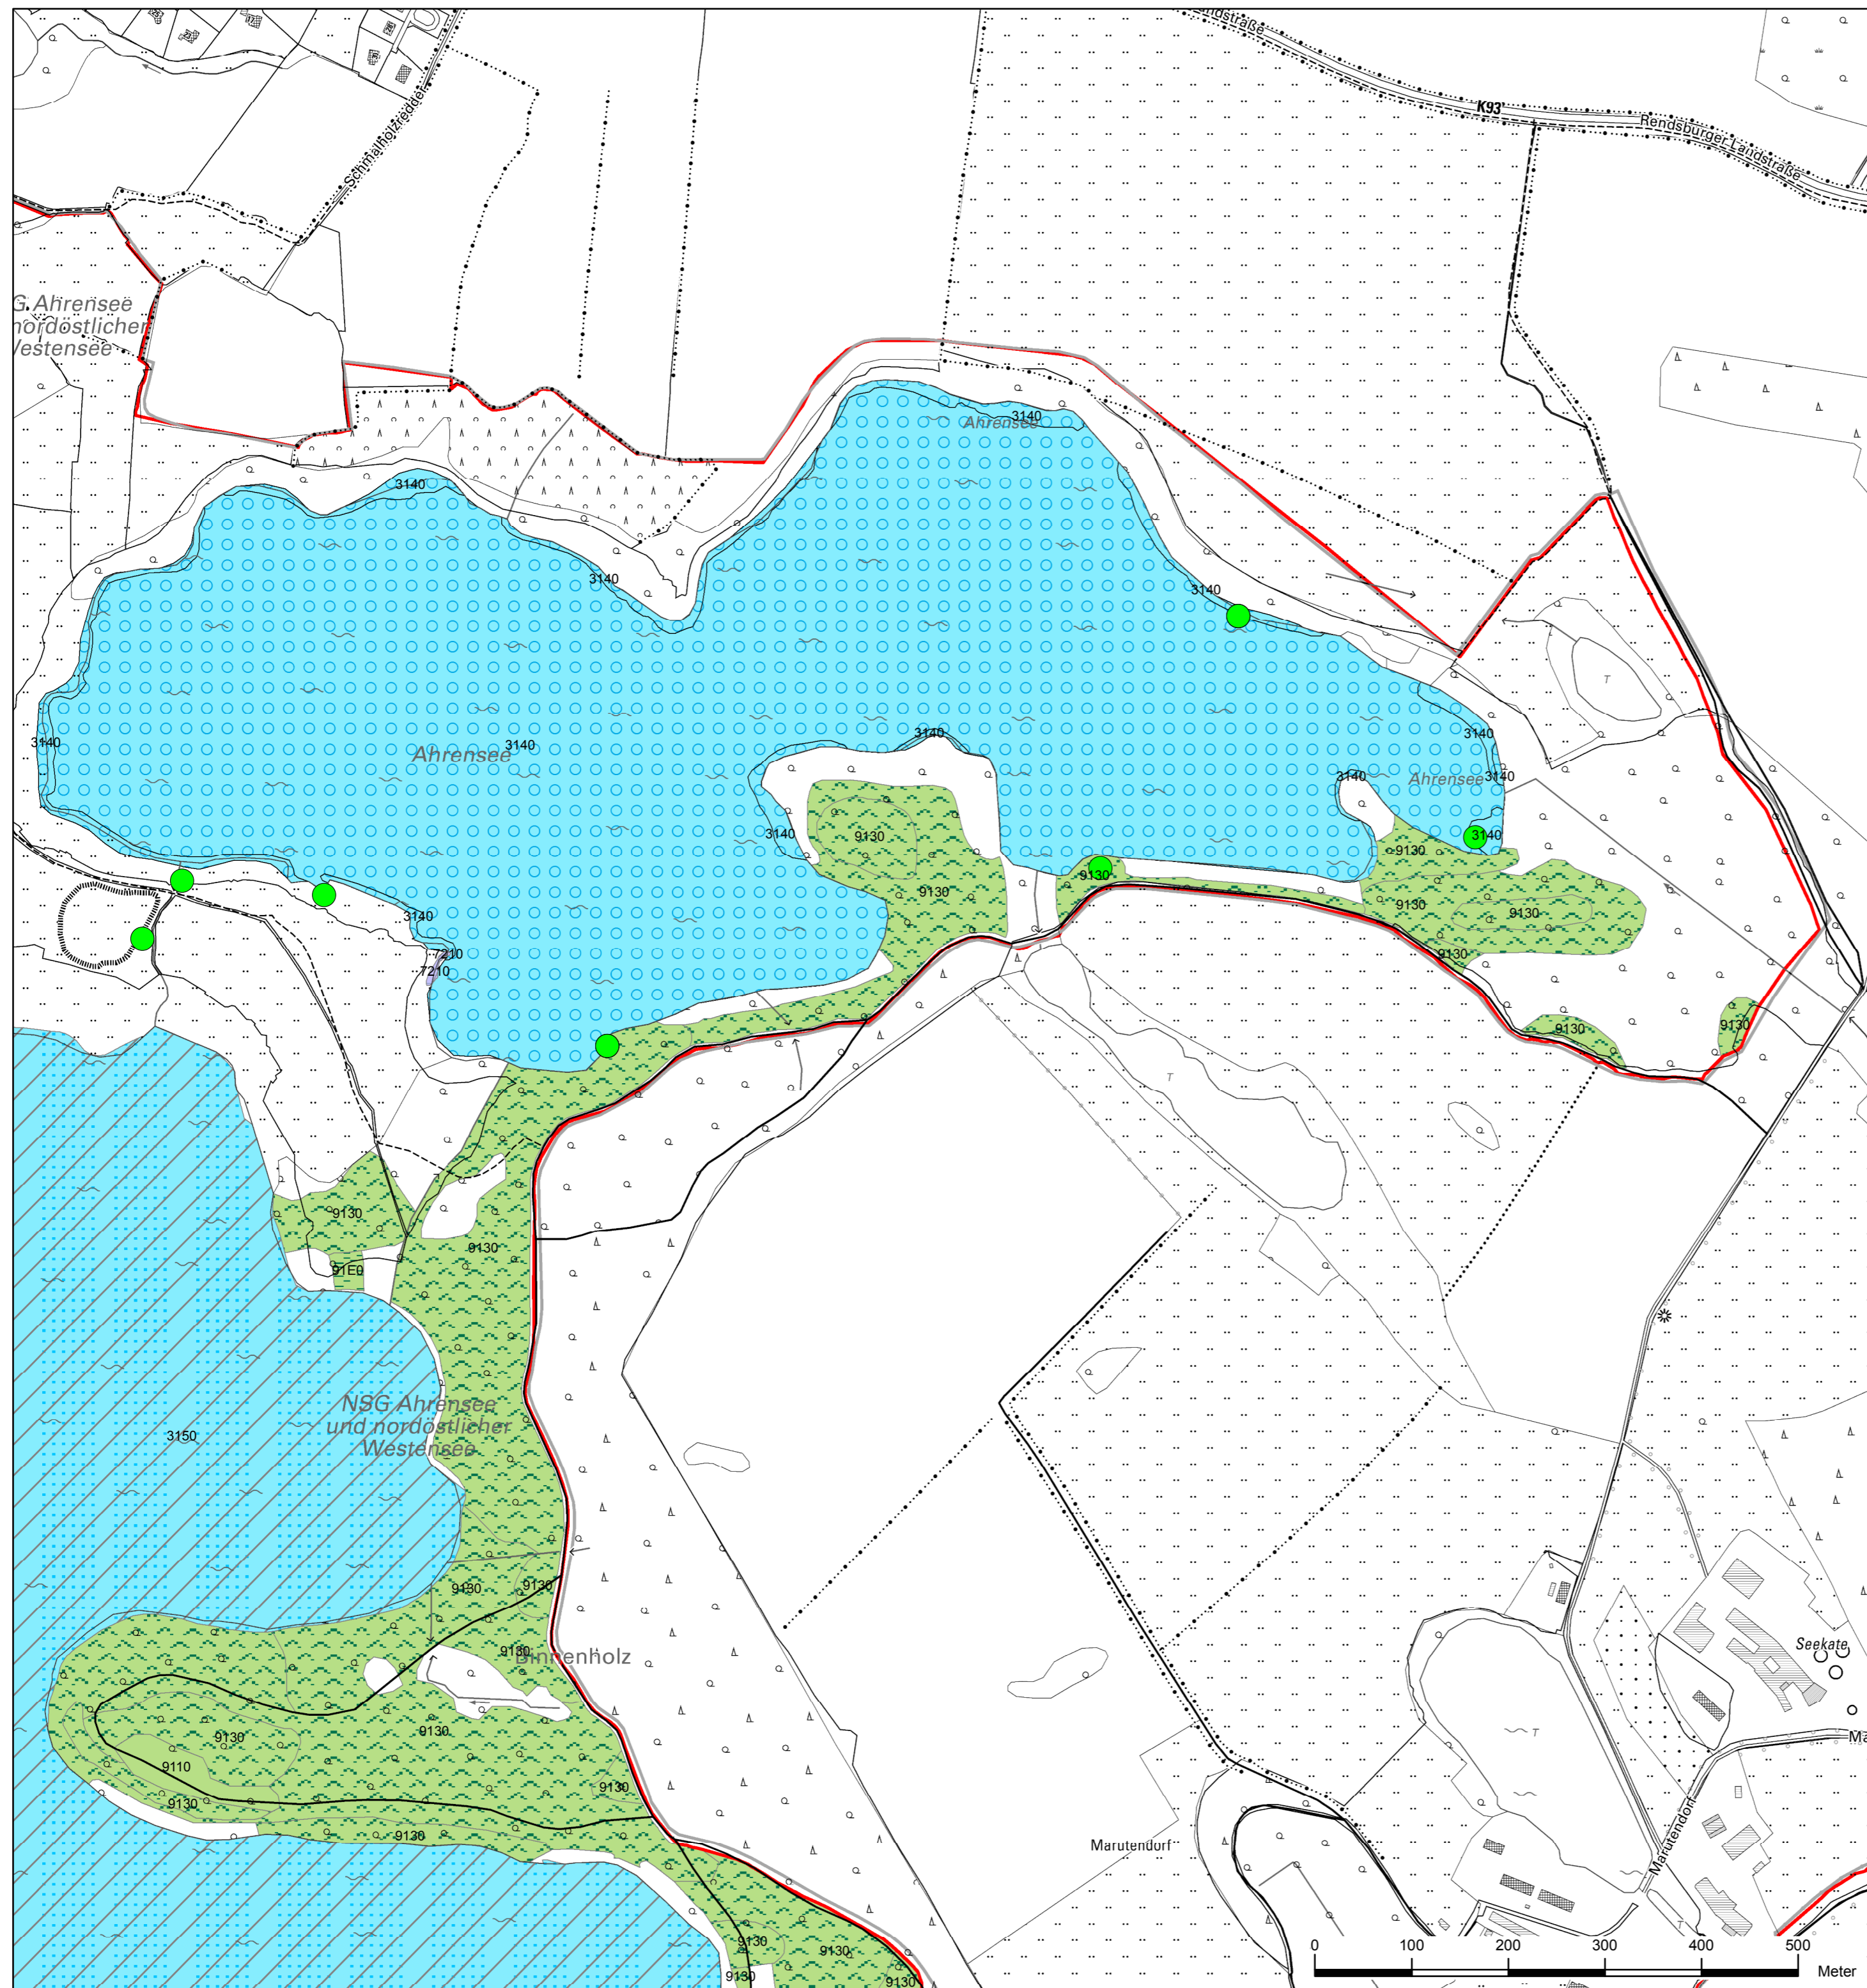 Landstraße
K93
Rendsburger Landstraße
Schmalholzredder
G Ahrensee
nordöstlicher
Westensee
3140
Ahrensee
3140
3140
3140
3140
3140
Ahrensee
3140
3140
3140
Ahrensee
3140
3140
3140
9130
9130
3140
9130
9130
9130
9130
9130
3140
7210
7210
9130
9130
T
T
9130
9130
91E0
NSG Ahrensee
und nordöstlicher
Westensee
3150
9130
9130
9130
Binnenholz
Seekate
9130
9130
9110
9130
9130
9130
T
Marutendorf
Marutendorf
9130
9130
9130
9130
T
0 100 200 300 400 500
Meter